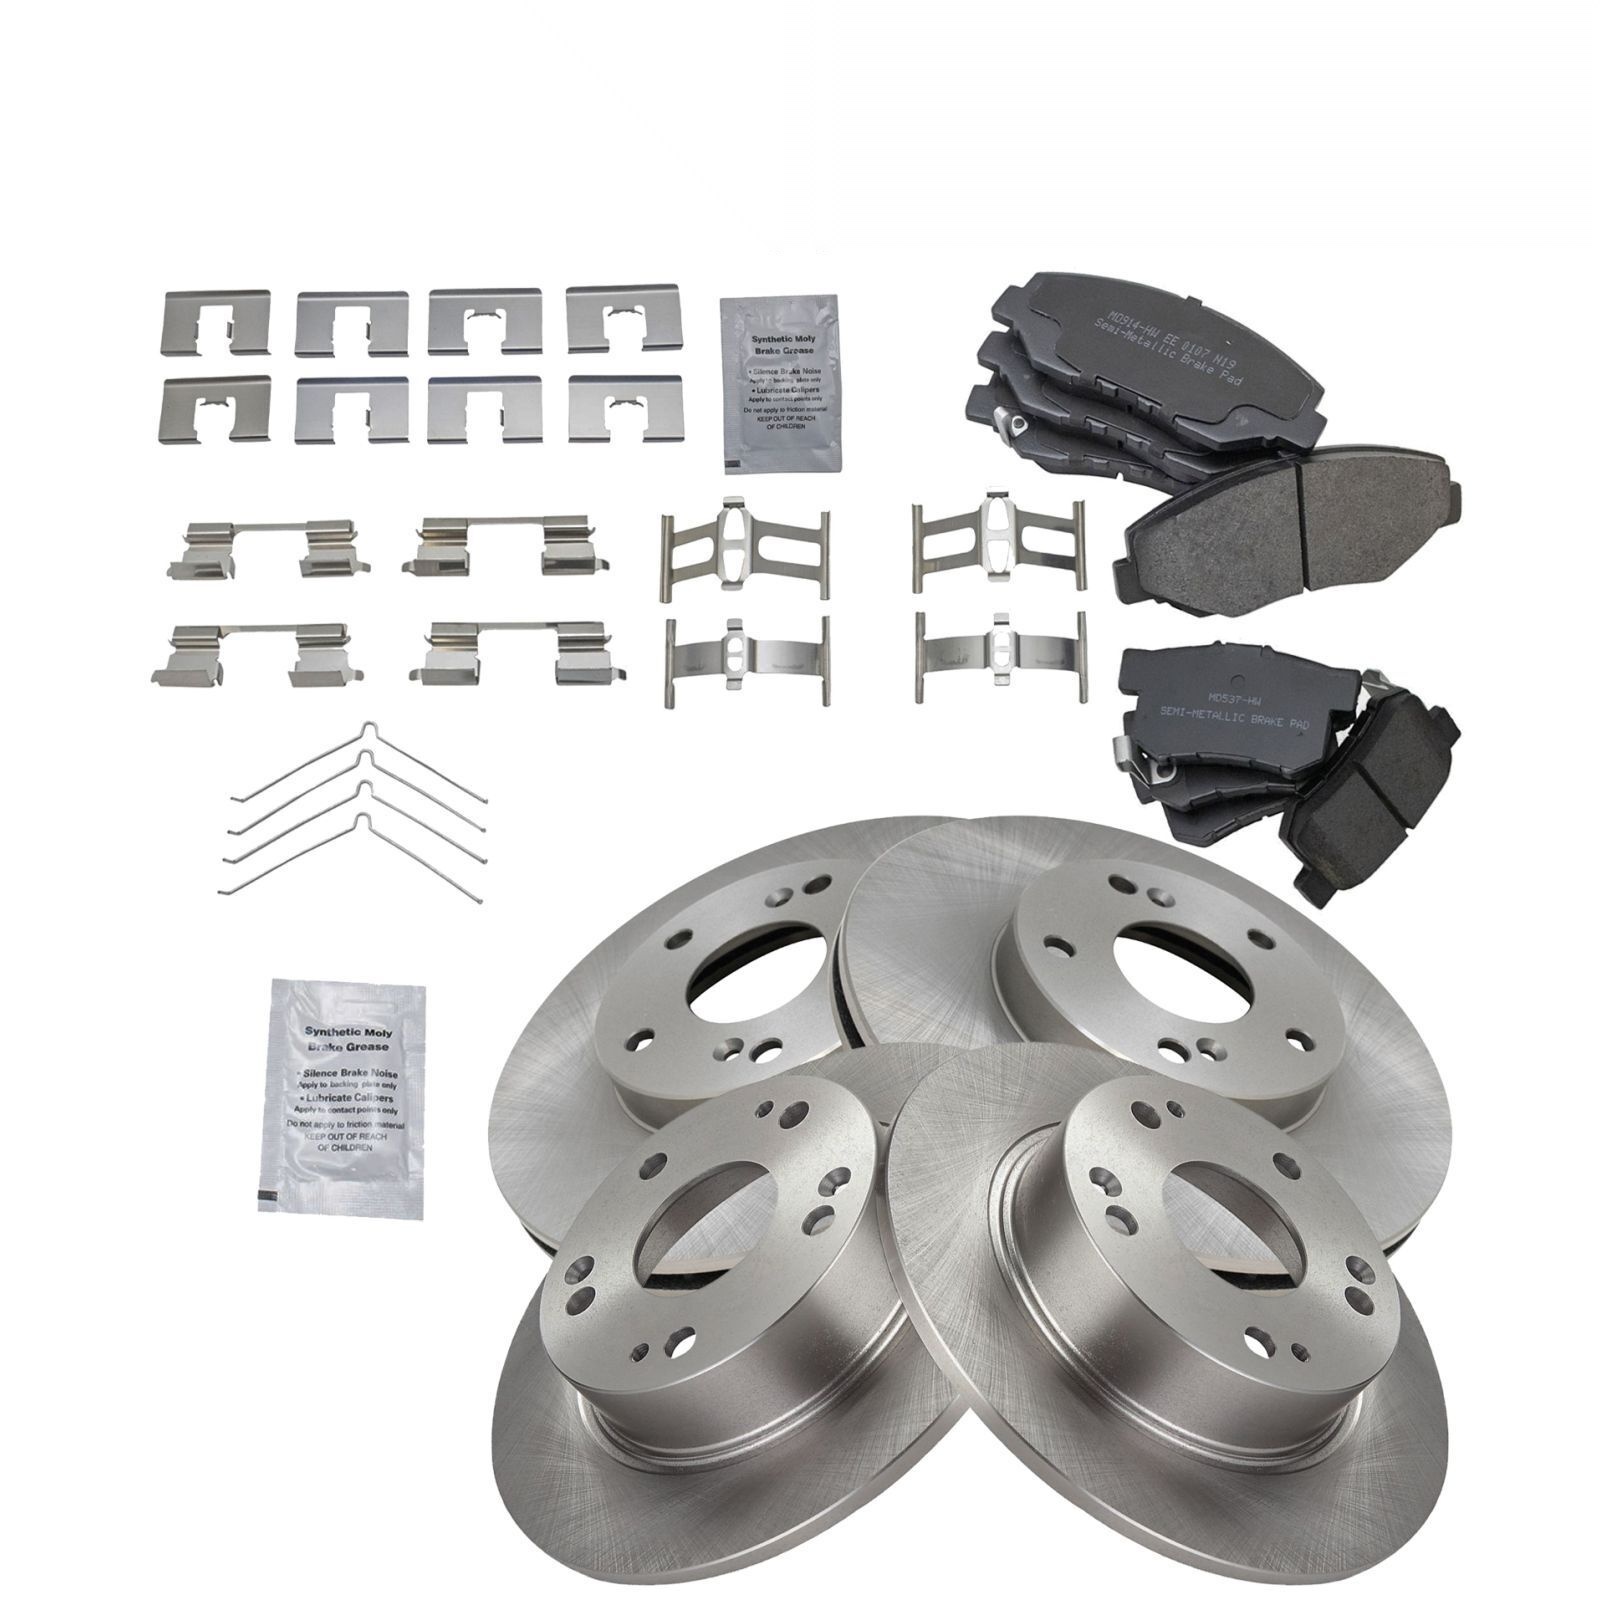 Synthetic Moly
Brake Grease
• Silence Brake Noise
Apply to backing plate only
• Lubricate Calipers
Apply to contact points only
Do not apply to friction material
KEEP OUT OF REACH
OF CHILDREN
MD914-HW EE 0107 N19
Semi-Metallic Brake Pad
MD537-HW
SEMI-METALLIC BRAKE PAD
Synthetic Moly
Brake Grease
• Silence Brake Noise
Apply to backing plate only
• Lubricate Calipers
Apply to contact points only
Do not apply to friction material
KEEP OUT OF REACH
OF CHILDREN